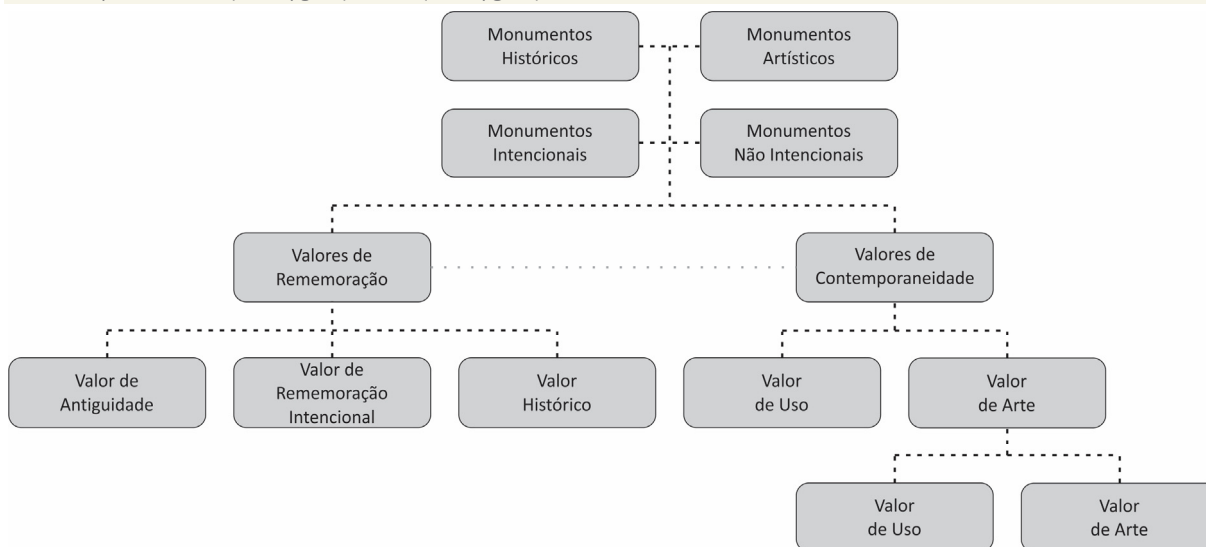 Monumentos
Históricos
Monumentos
Artísticos
Monumentos
Intencionais
Monumentos
Não Intencionais
Valores de
Rememoração
Valores de
Contemporaneidade
Valor de
Antiguidade
Valor de
Rememoração
Intencional
Valor
Histórico
Valor
de Uso
Valor
de Arte
Valor
de Uso
Valor
de Arte